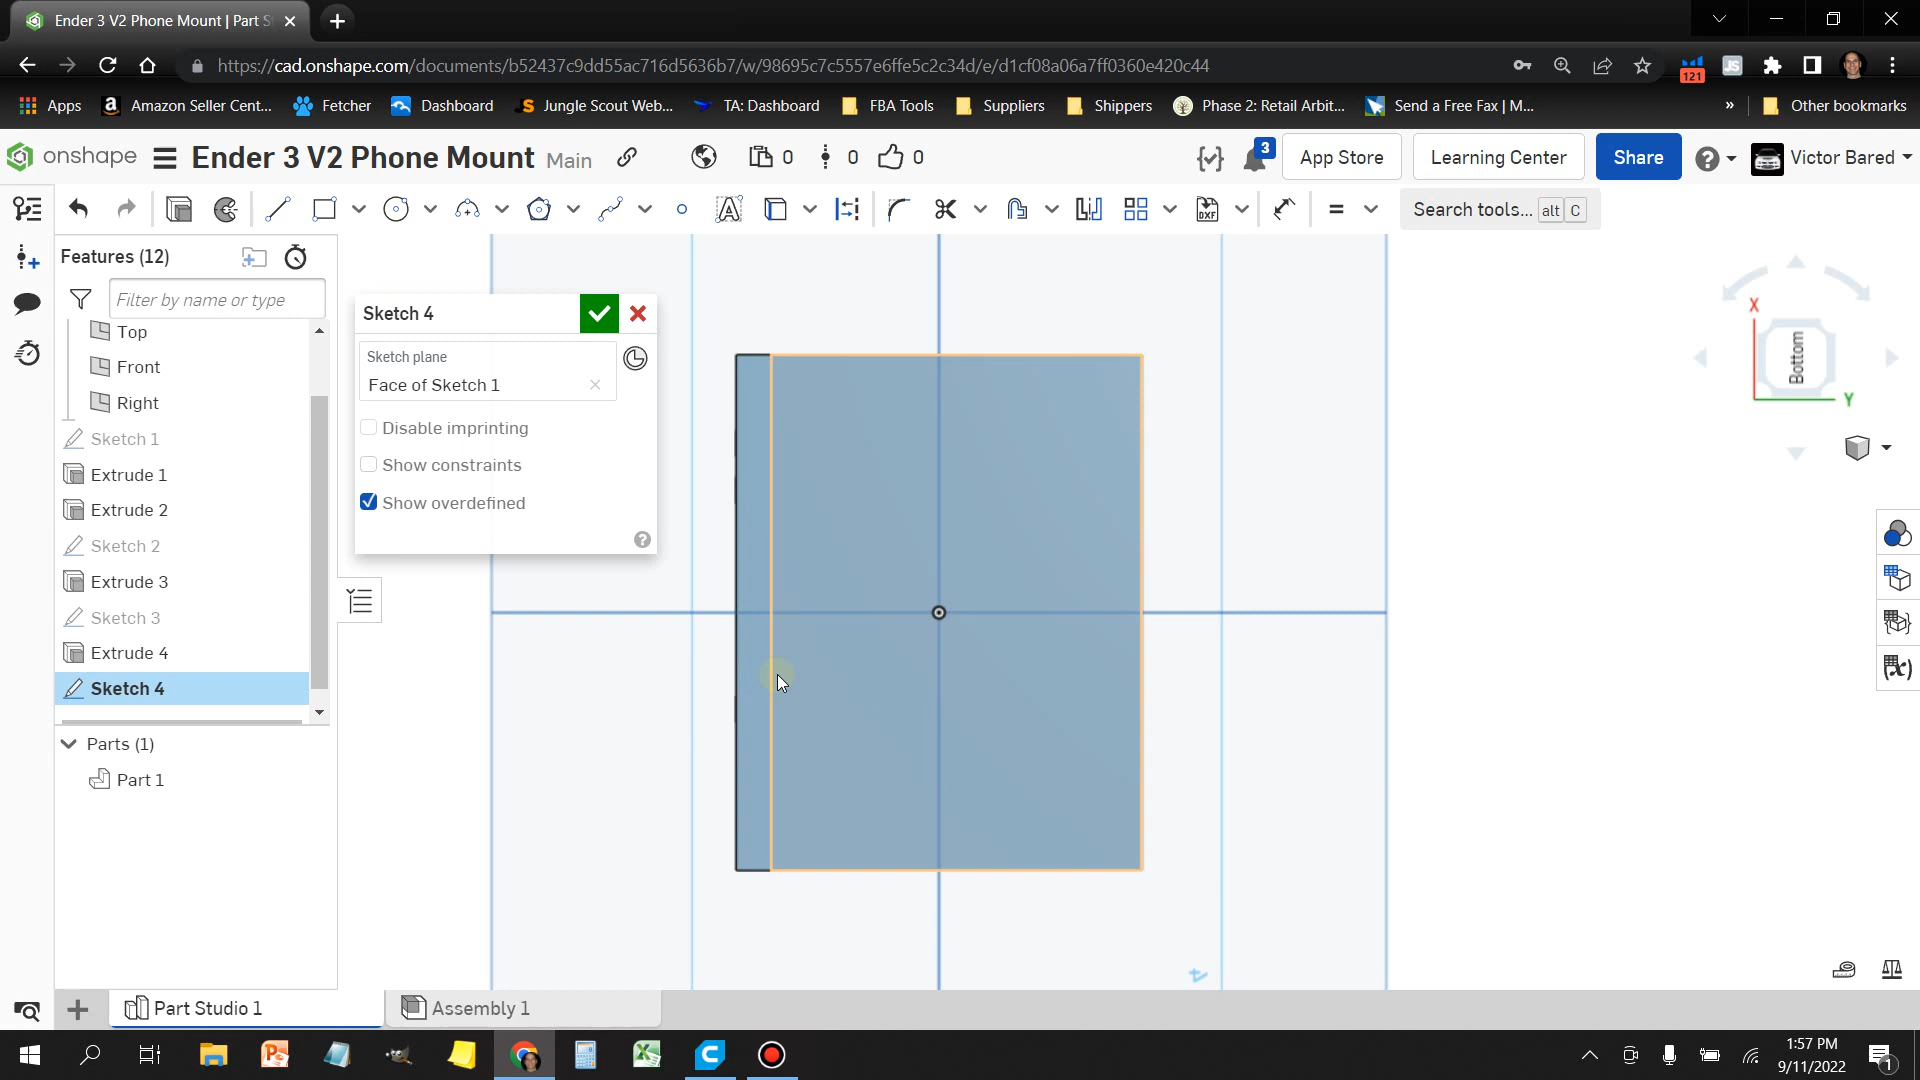 Ender 3 V2 Phone Mount | Part S
https://cad.onshape.com/documents/b52437c9dd55ac716d5636b7/w/98695c7c5557e6ffe5c2c34d/e/d1cf08a06a7ff0360e420c44
121
JS
Apps
Amazon Seller Cent...
Fetcher
Dashboard
Jungle Scout Web...
TA: Dashboard
FBA Tools
Suppliers
Shippers
Phase 2: Retail Arbit...
Send a Free Fax | M...
»
Other bookmarks
onshape
Ender 3 V2 Phone Mount Main
0
0
0
3
App Store
Learning Center
Share
Victor Bared
DXF
Search tools... alt C
Features (12)
Filter by name or type
Top
Front
Right
Sketch 1
Extrude 1
Extrude 2
Sketch 2
Extrude 3
Sketch 3
Extrude 4
Sketch 4
Parts (1)
Part 1
Sketch 4
Sketch plane
Face of Sketch 1
Disable imprinting
Show constraints
Show overdefined
X
Bottom
Y
4
(x)
Part Studio 1
Assembly 1
1:57 PM
9/11/2022
1